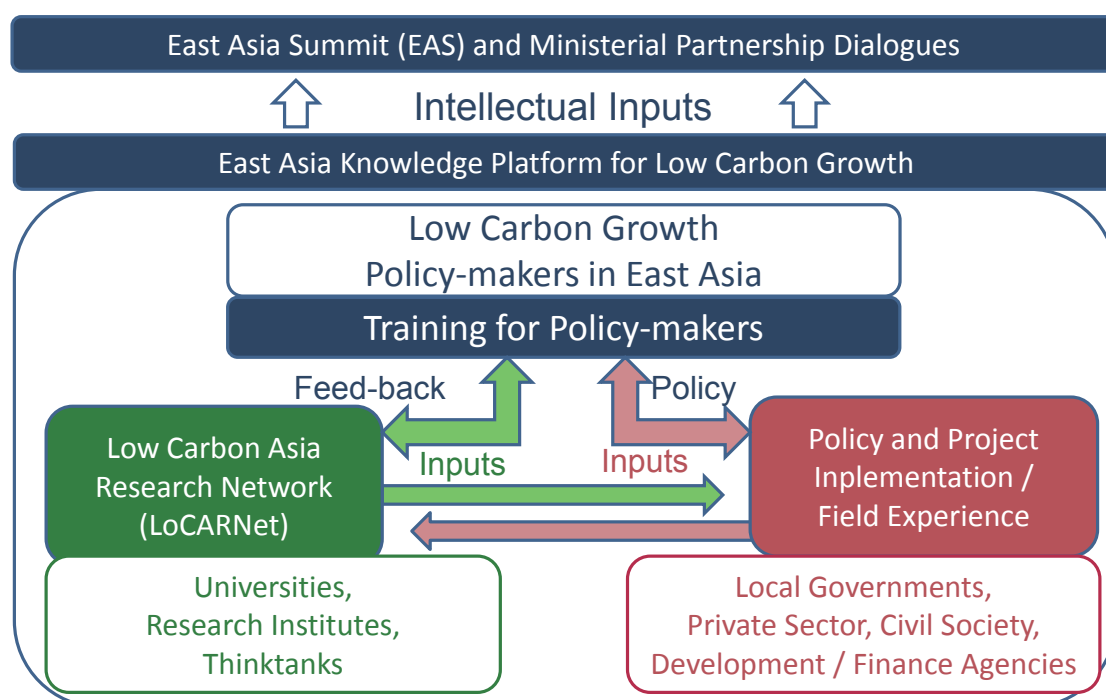 East Asia Summit (EAS) and Ministerial Partnership Dialogues
Intellectual Inputs
East Asia Knowledge Platform for Low Carbon Growth
Low Carbon Growth
Policy-makers in East Asia
Training for Policy-makers
Feed-back
Policy
Inputs
Inputs
Low Carbon Asia
Research Network
(LoCARNet)
Policy and Project
Inplementation /
Field Experience
Universities,
Research Institutes,
Thinktanks
Local Governments,
Private Sector, Civil Society,
Development / Finance Agencies